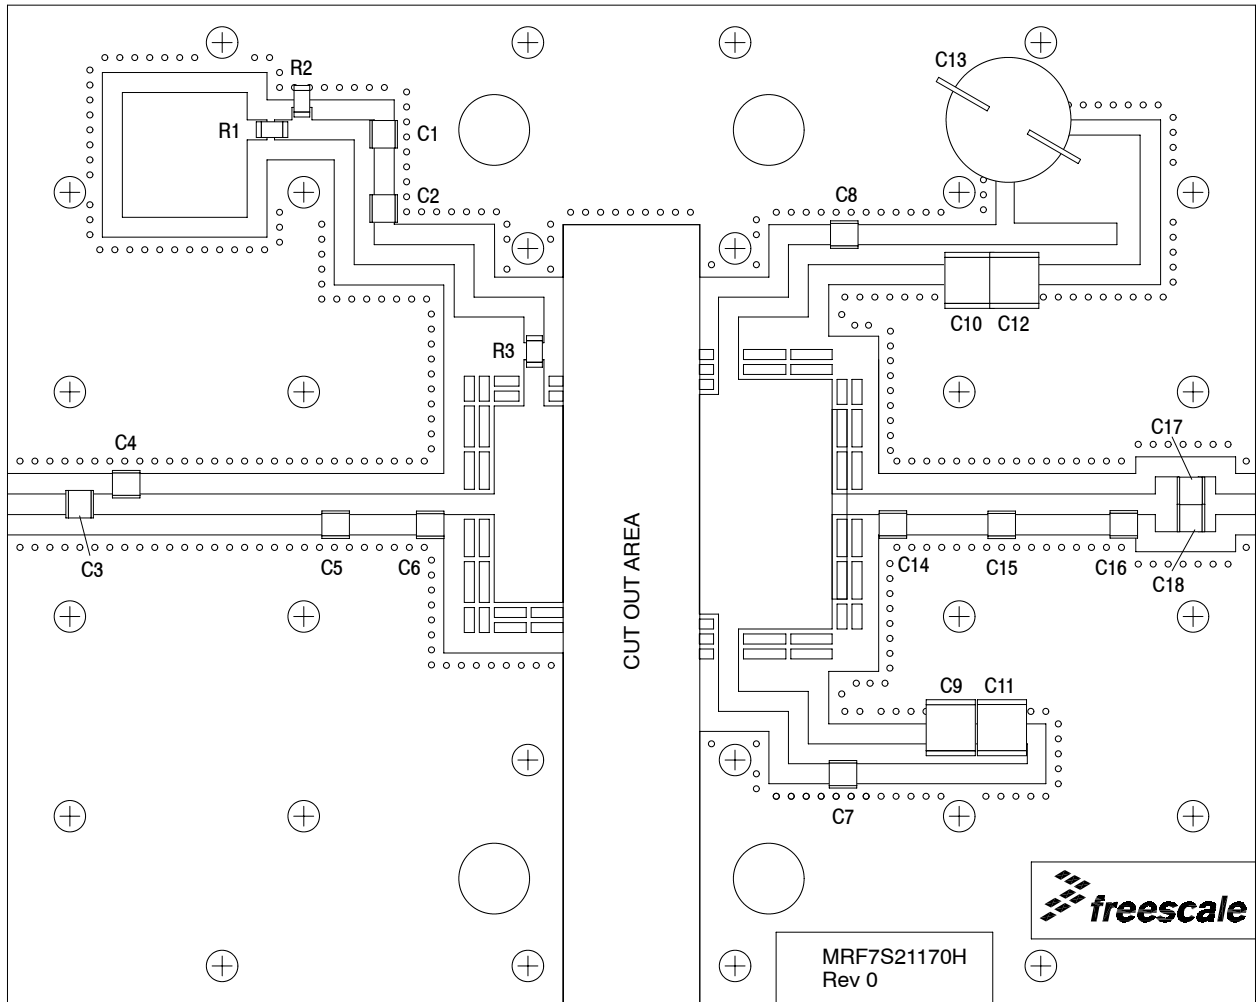 C13
R2
R1
C1
C2
C8
C10
C12
R3
C4
C17
C3
C5
C6
C14
C15
C16
C18
CUT OUT AREA
C9
C11
C7
freescale
MRF7S21170H
Rev 0